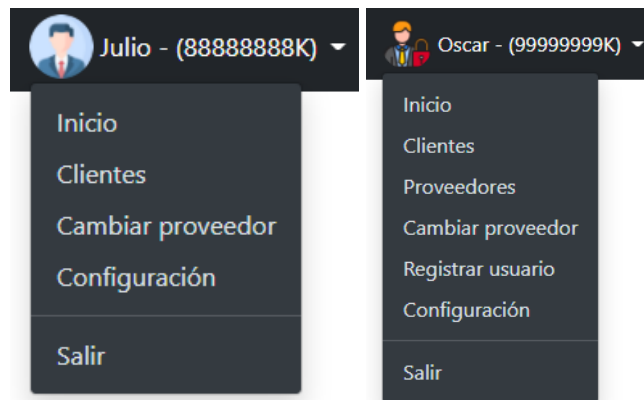 Julio - (88888888K)
Inicio
Clientes
Cambiar proveedor
Configuración
Salir
Oscar - (99999999K)
Inicio
Clientes
Proveedores
Cambiar proveedor
Registrar usuario
Configuración
Salir